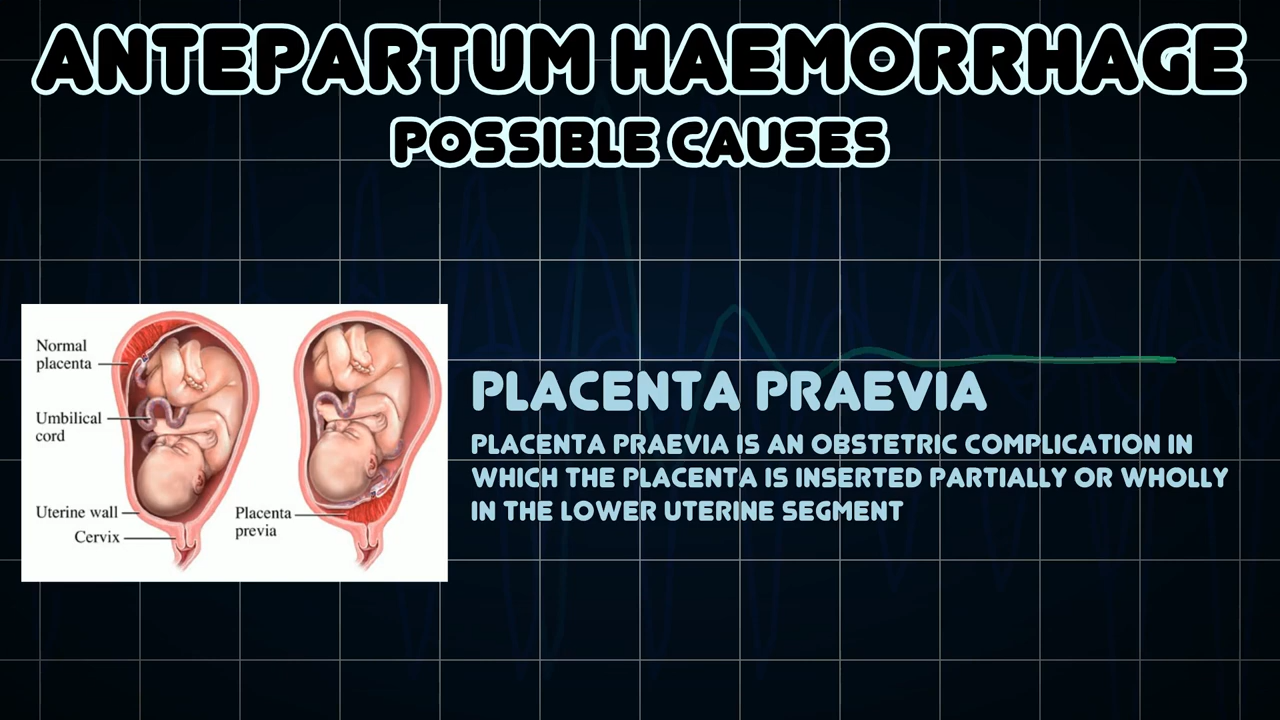 ANTEPARTUM HAEMORRHAGE
POSSIBLE CAUSES
Normal
placenta
Umbilical
cord
Uterine wall
Cervix
Placenta
previa
PLACENTA PRAEVIA
PLACENTA PRAEVIA IS AN OBSTETRIC COMPLICATION IN
WHICH THE PLACENTA IS INSERTED PARTIALLY OR WHOLLY
IN THE LOWER UTERINE SEGMENT